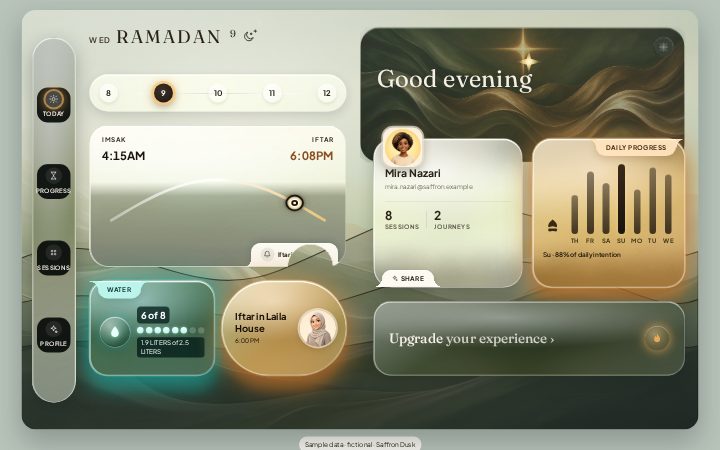 WED RAMADAN 9
8 9 10 11 12
IMSAK IFTAR
4:15AM 6:08PM
Iftar
TODAY
PROGRESS
SESSIONS
PROFILE
WATER
6 of 8
1.9 LITERS of 2.5
LITERS
Iftar in Laila
House
6:00 PM
Good evening
Mira Nazari
mira.nazari@saffron.example
8 2
SESSIONS JOURNEYS
SHARE
DAILY PROGRESS
TH FR SA SU MO TU WE
Su · 88% of daily intention
Upgrade your experience ›
Sample data · fictional · Saffron Dusk